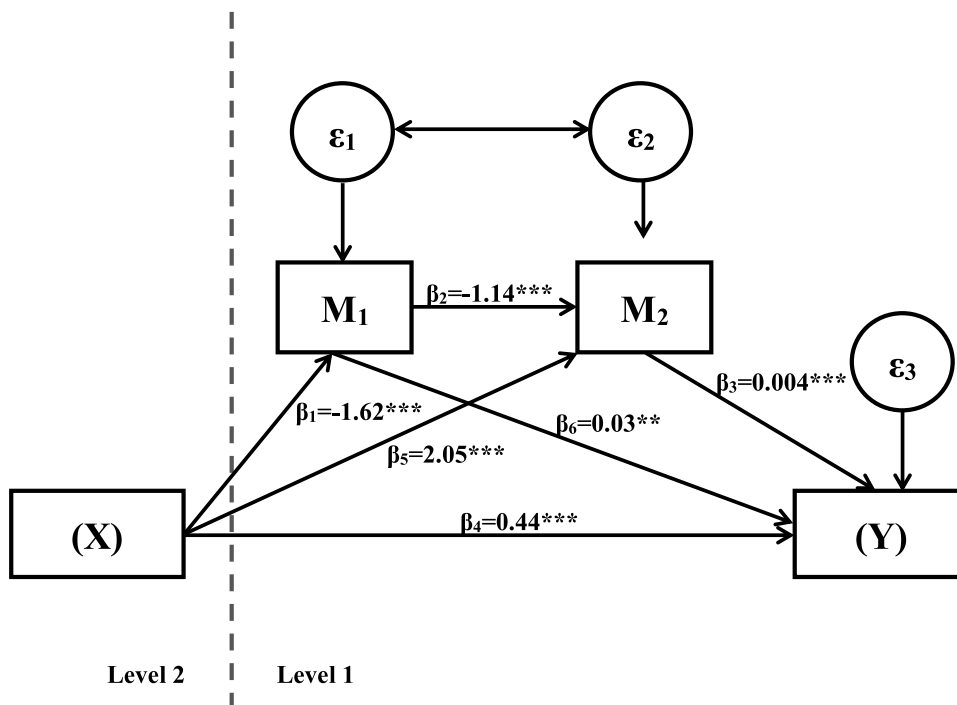 ε₁
ε₂
M₁
β₂=-1.14***
M₂
ε₃
β₃=0.004***
β₁=-1.62***
β₆=0.03**
β₅=2.05***
(X)
β₄=0.44***
(Y)
Level 2
Level 1